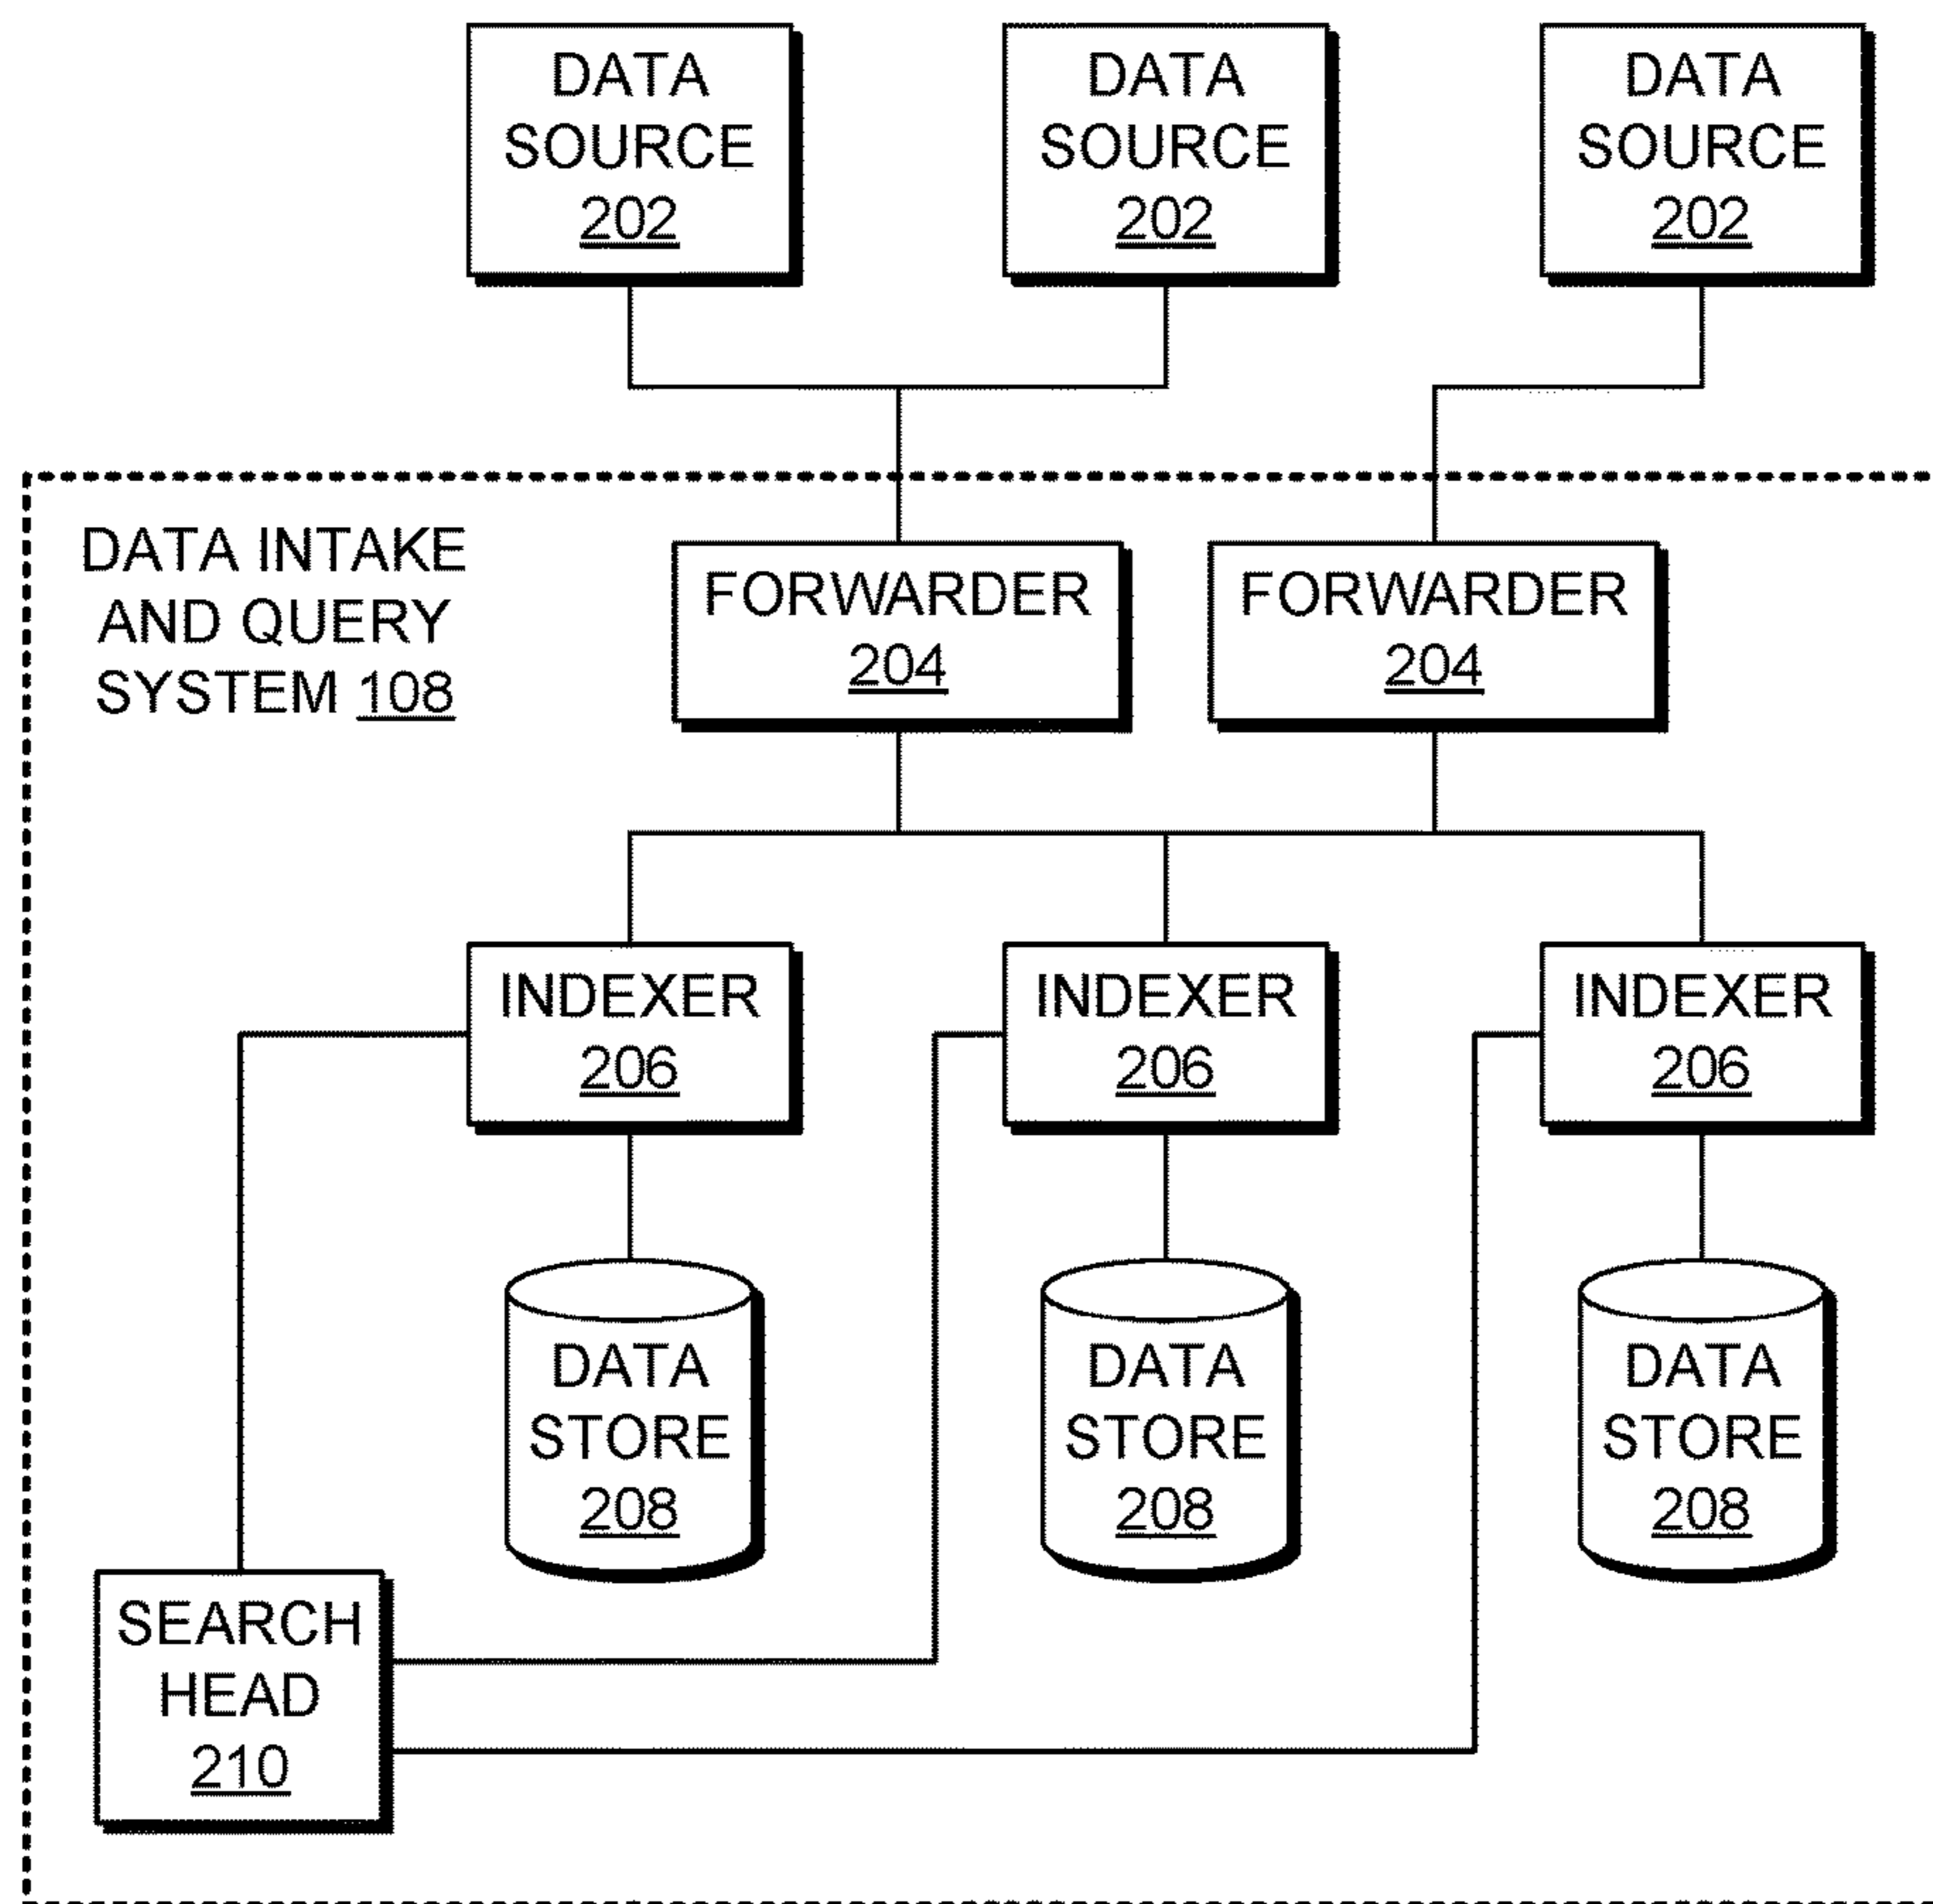 DATA
SOURCE
202
DATA
SOURCE
202
DATA
SOURCE
202
DATA INTAKE
AND QUERY
SYSTEM 108
FORWARDER
204
FORWARDER
204
INDEXER
206
INDEXER
206
INDEXER
206
DATA
STORE
208
DATA
STORE
208
DATA
STORE
208
SEARCH
HEAD
210